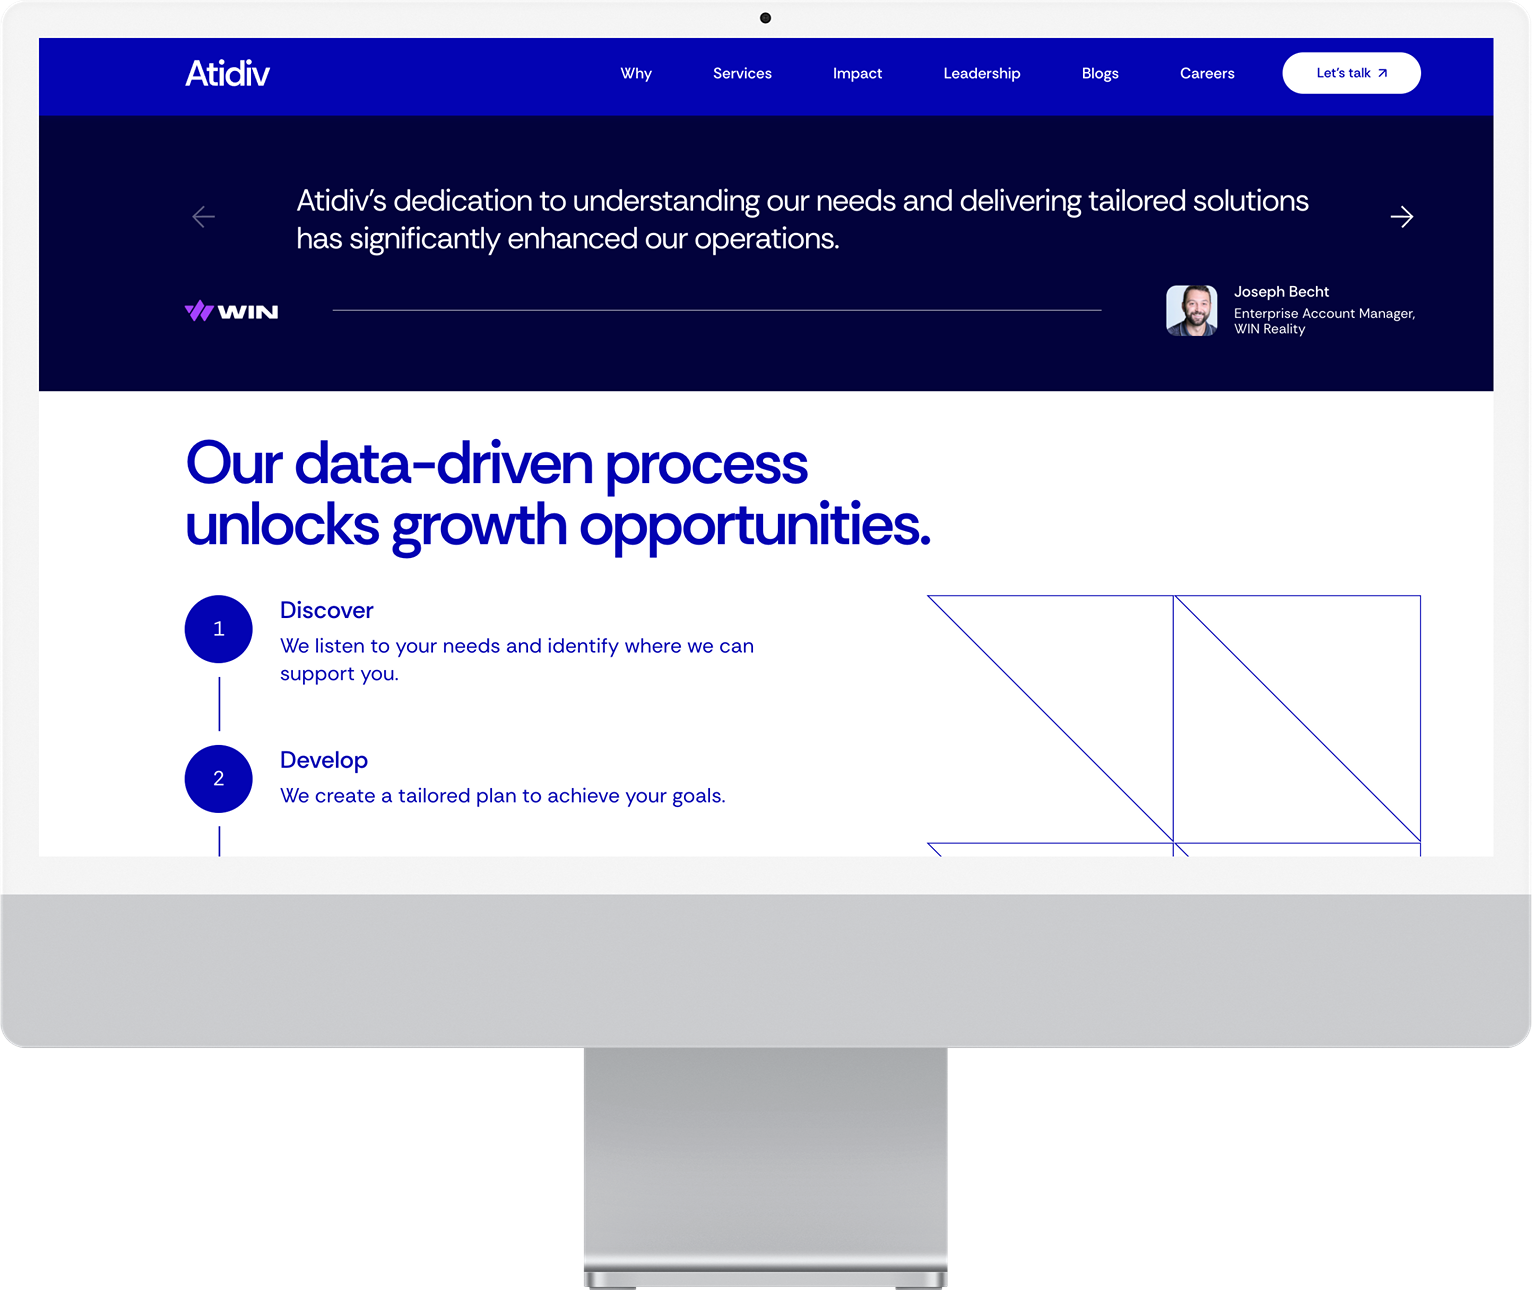 Atidiv
Why
Services
Impact
Leadership
Blogs
Careers
Let's talk
Atidiv's dedication to understanding our needs and delivering tailored solutions
has significantly enhanced our operations.
WIN
Joseph Becht
Enterprise Account Manager,
WIN Reality
Our data-driven process
unlocks growth opportunities.
1
Discover
We listen to your needs and identify where we can
support you.
2
Develop
We create a tailored plan to achieve your goals.